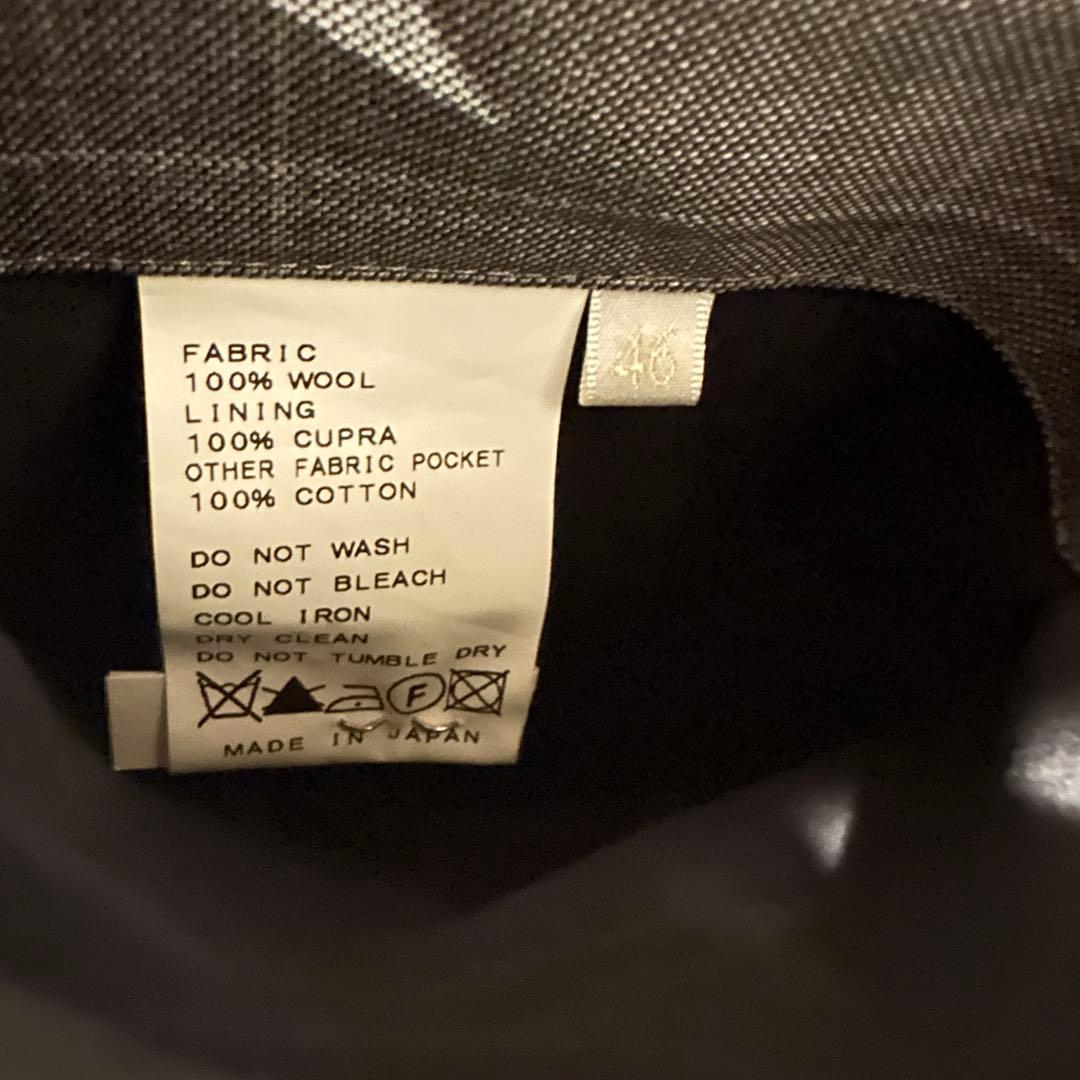 FABRIC
100% WOOL
LINING
100% CUPRA
OTHER FABRIC POCKET
100% COTTON
DO NOT WASH
DO NOT BLEACH
COOL IRON
DRY CLEAN
DO NOT TUMBLE DRY
F
MADE IN JAPAN
46